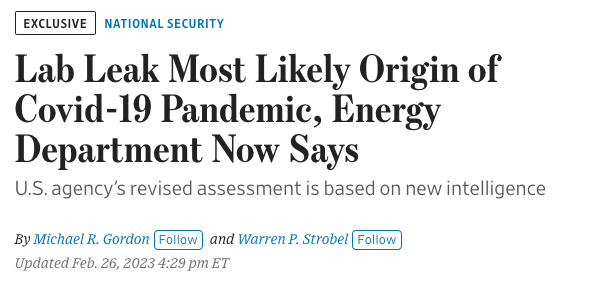 EXCLUSIVE NATIONAL SECURITY
Lab Leak Most Likely Origin of
Covid-19 Pandemic, Energy
Department Now Says
U.S. agency’s revised assessment is based on new intelligence
By Michael R. Gordon Follow and Warren P. Strobel Follow
Updated Feb. 26, 2023 4:29 pm ET